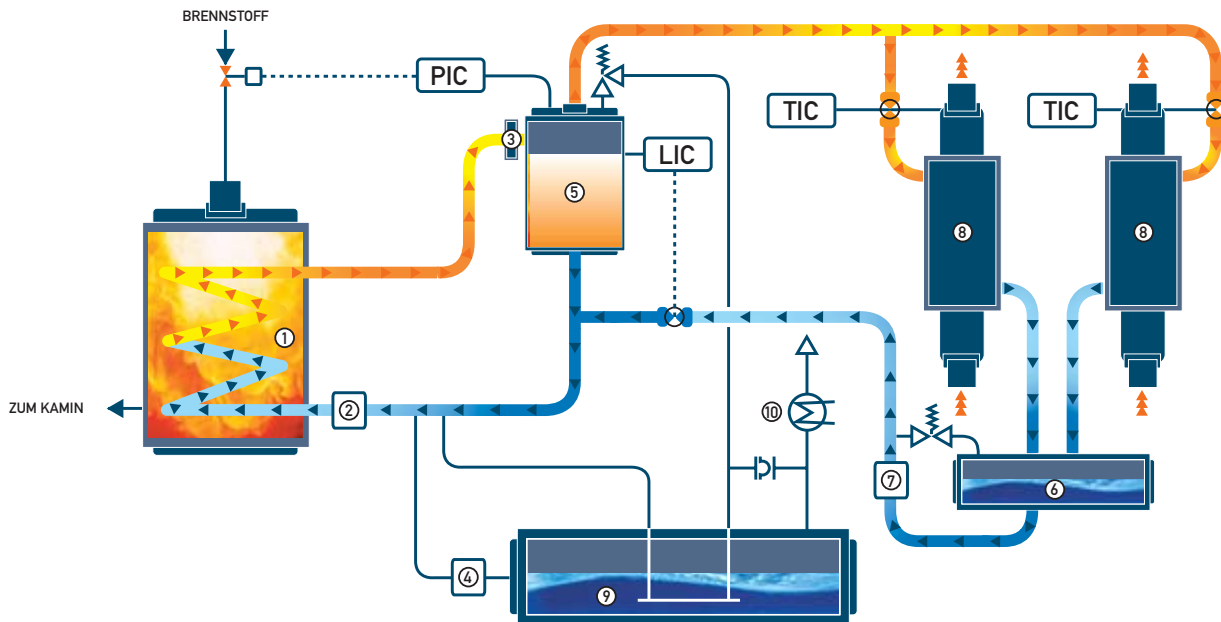 BRENNSTOFF
PIC
TIC
TIC
③
LIC
⑤
⑧
⑧
①
ZUM KAMIN
②
⑩
⑦
⑥
④
⑨